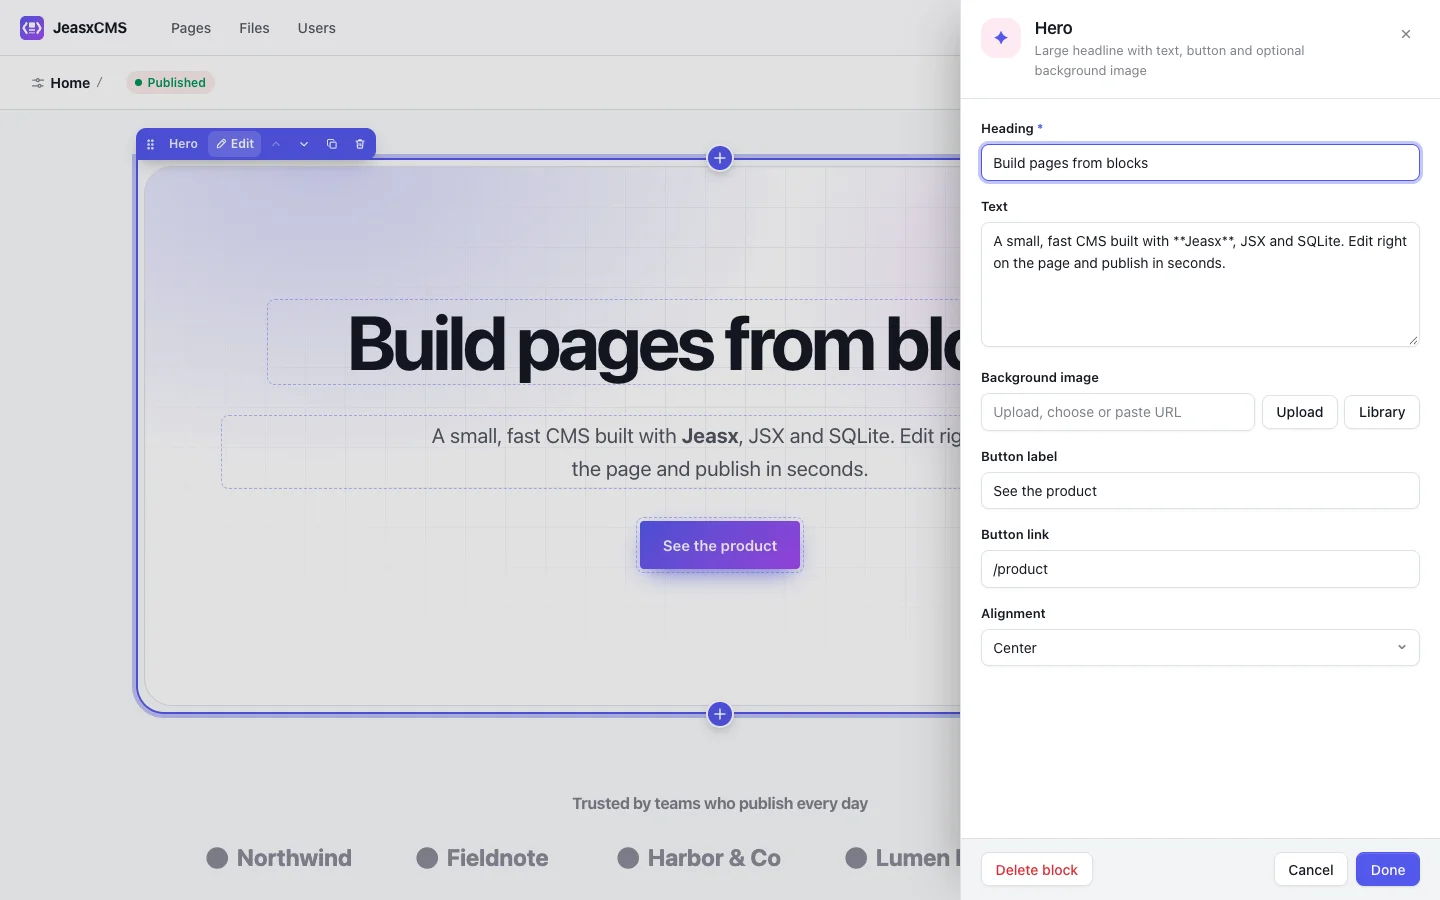 JeasxCMS
Pages
Files
Users
Home /
Published
Hero
Edit
Build pages from blo
A small, fast CMS built with Jeasx, JSX and SQLite. Edit rig
the page and publish in seconds.
See the product
Trusted by teams who publish every day
Northwind
Fieldnote
Harbor & Co
Lumen
Hero
Large headline with text, button and optional
background image
Heading *
Build pages from blocks
Text
A small, fast CMS built with **Jeasx**, JSX and SQLite. Edit right
on the page and publish in seconds.
Background image
Upload, choose or paste URL
Upload
Library
Button label
See the product
Button link
/product
Alignment
Center
Delete block
Cancel
Done